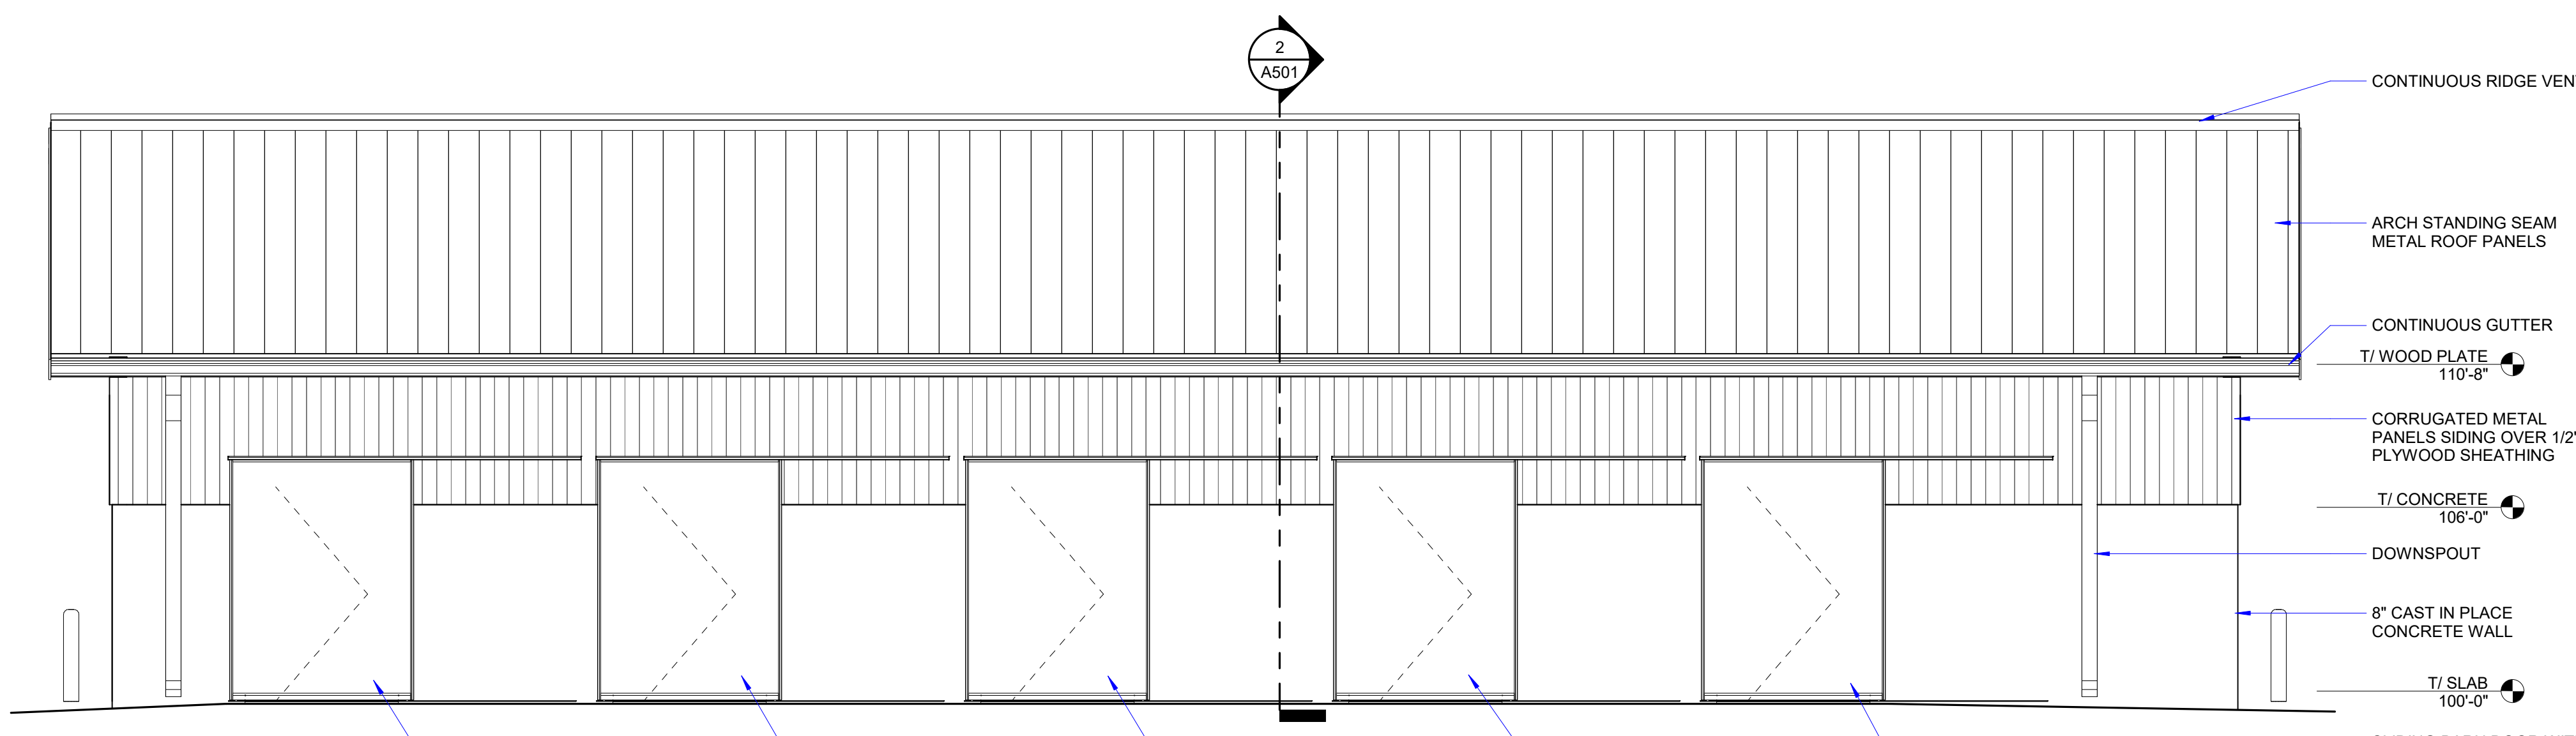 2
A501
CONTINUOUS RIDGE VEN
ARCH STANDING SEAM
METAL ROOF PANELS
CONTINUOUS GUTTER
T/ WOOD PLATE
110'-8"
CORRUGATED METAL
PANELS SIDING OVER 1/2"
PLYWOOD SHEATHING
T/ CONCRETE
106'-0"
DOWNSPOUT
8" CAST IN PLACE
CONCRETE WALL
T/ SLAB
100'-0"